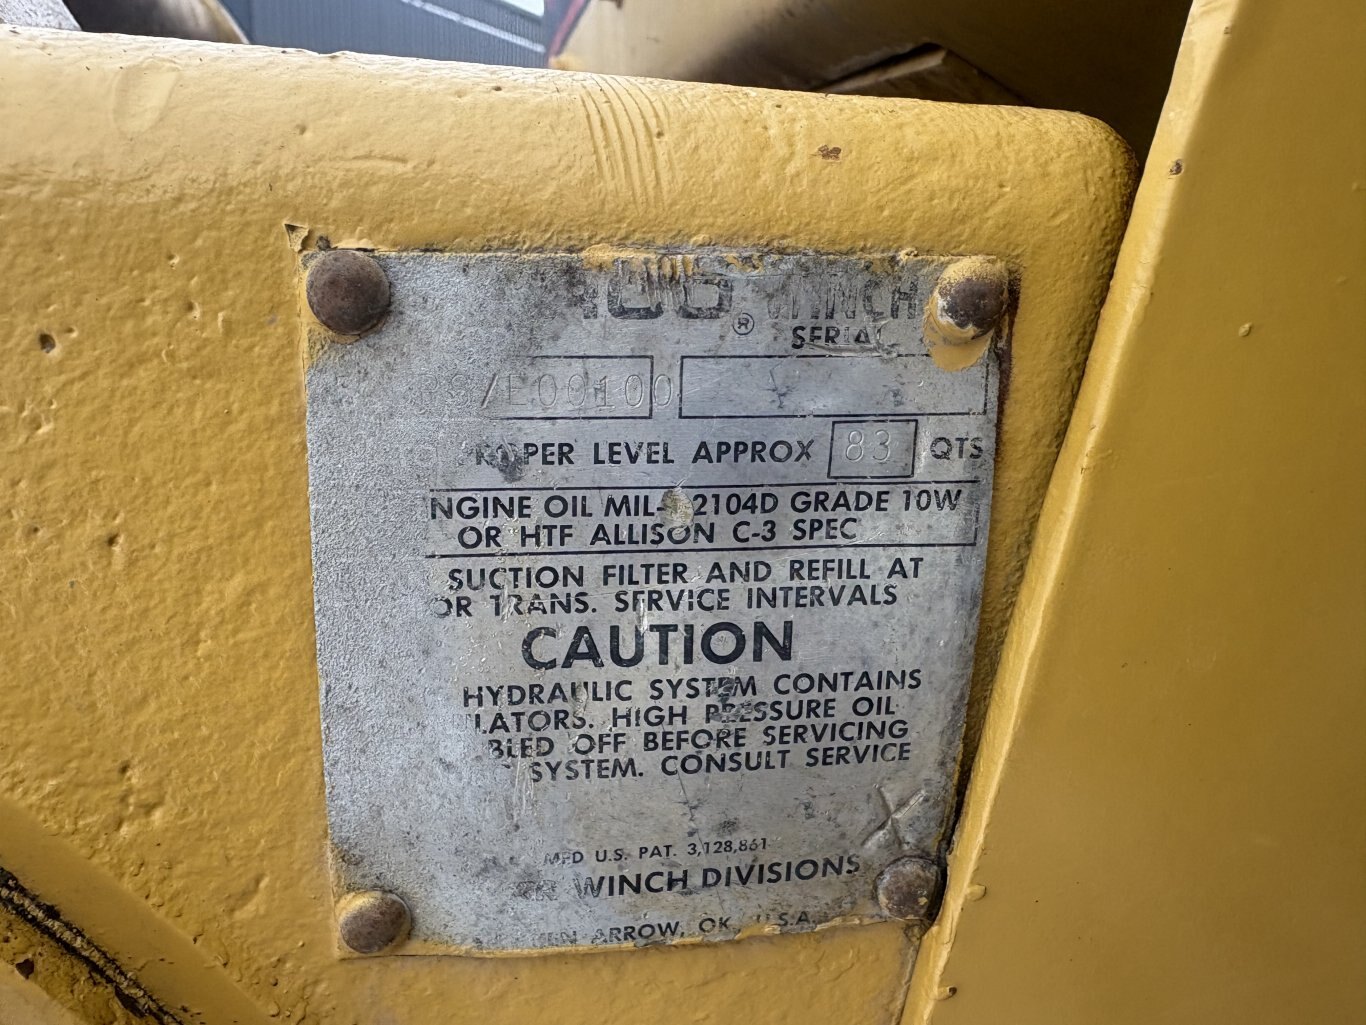 ® WINCH
SERIAL
/E00100
PER LEVEL APPROX 83 QTS
NGINE OIL MIL- 2104D GRADE 10W
OR HTF ALLISON C-3 SPEC
SUCTION FILTER AND REFILL AT
OR TRANS. SERVICE INTERVALS
CAUTION
HYDRAULIC SYSTEM CONTAINS
LATORS. HIGH PRESSURE OIL
BLED OFF BEFORE SERVICING
SYSTEM. CONSULT SERVICE
MFD U.S. PAT. 3,128,861
WINCH DIVISIONS
ARROW, OK, U.S.A.